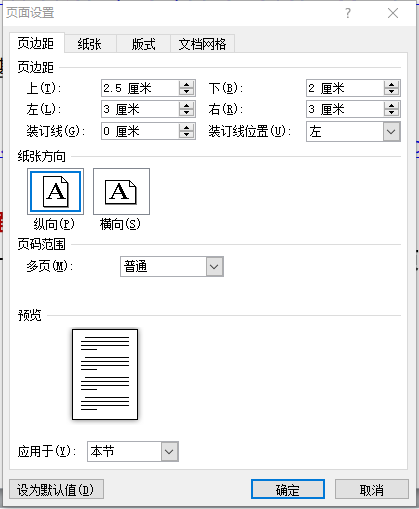 页面设置
页边距 纸张 版式 文档网格
页边距
上(T): 2.5 厘米 下(B): 2 厘米
左(L): 3 厘米 右(R): 3 厘米
装订线(G): 0 厘米 装订线位置(U): 左
纸张方向
A A
纵向(P) 横向(S)
页码范围
多页(M): 普通
预览
应用于(Y): 本节
设为默认值(D) 确定 取消